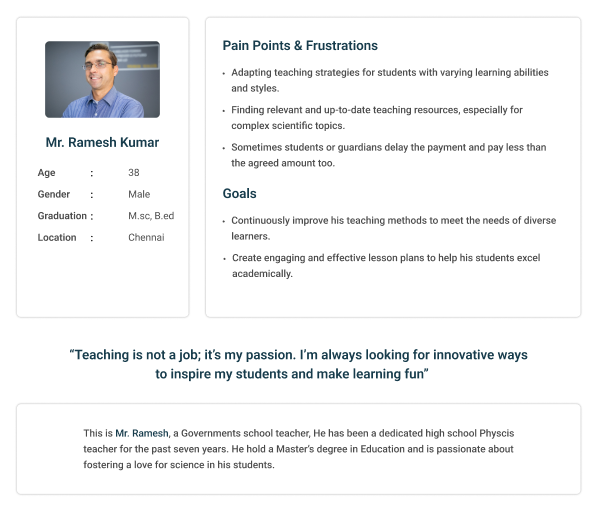 Mr. Ramesh Kumar
Age : 38
Gender : Male
Graduation : M.sc, B.ed
Location : Chennai
Pain Points & Frustrations
• Adapting teaching strategies for students with varying learning abilities
and styles.
• Finding relevant and up-to-date teaching resources, especially for
complex scientific topics.
• Sometimes students or guardians delay the payment and pay less than
the agreed amount too.
Goals
• Continuously improve his teaching methods to meet the needs of diverse
learners.
• Create engaging and effective lesson plans to help his students excel
academically.
“Teaching is not a job; it’s my passion. I’m always looking for innovative ways
to inspire my students and make learning fun”
This is Mr. Ramesh, a Governments school teacher, He has been a dedicated high school Physcis
teacher for the past seven years. He hold a Master’s degree in Education and is passionate about
fostering a love for science in his students.